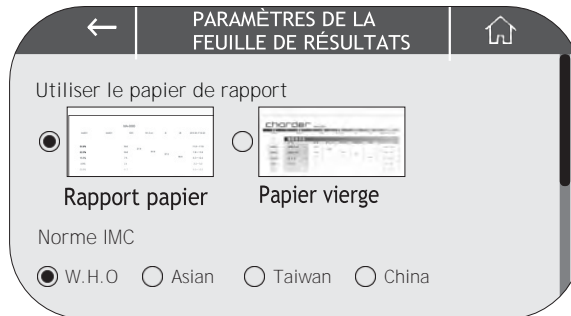 PARAMÈTRES DE LA
FEUILLE DE RÉSULTATS
Utiliser le papier de rapport
charder
Rapport papier
Papier vierge
Norme IMC
W.H.O Asian Taiwan China